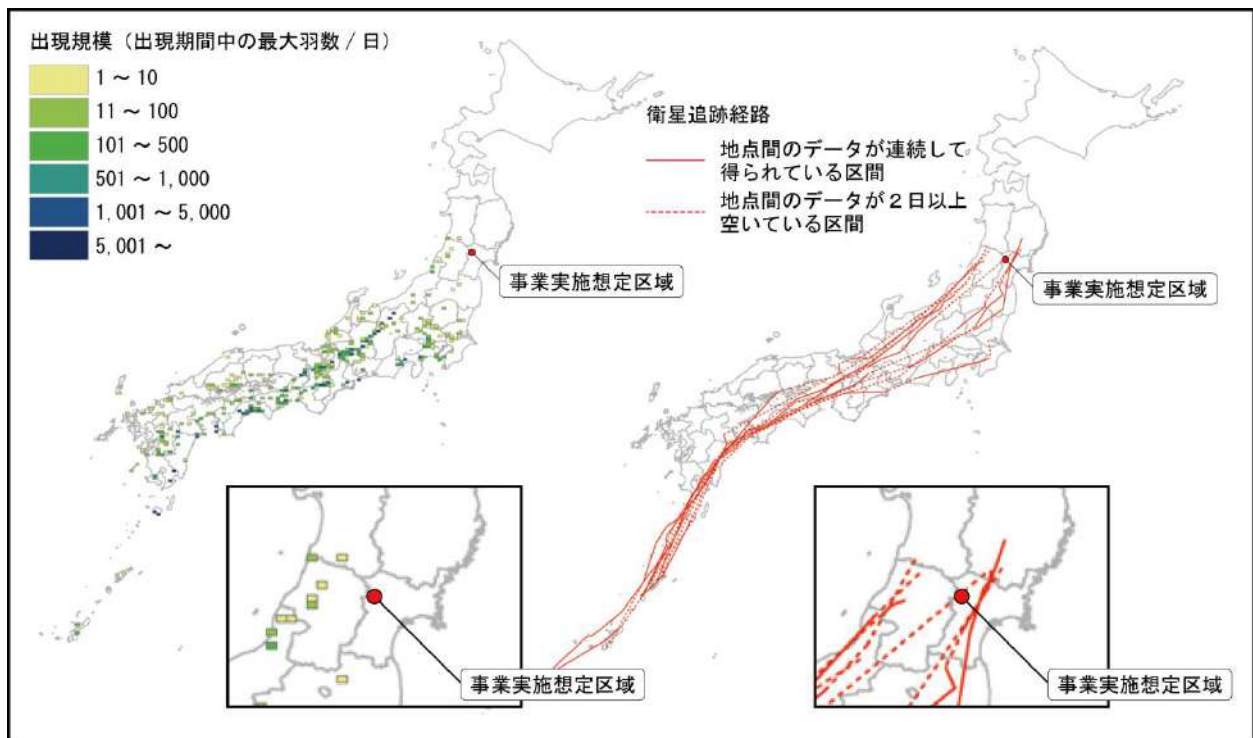 出現規模（出現期間中の最大羽数 / 日）
1 ～ 10
11 ～ 100
101 ～ 500
501 ～ 1,000
1,001 ～ 5,000
5,001 ～
衛星追跡経路
地点間のデータが連続して
得られている区間
地点間のデータが２日以上
空いている区間
事業実施想定区域
事業実施想定区域
事業実施想定区域
事業実施想定区域